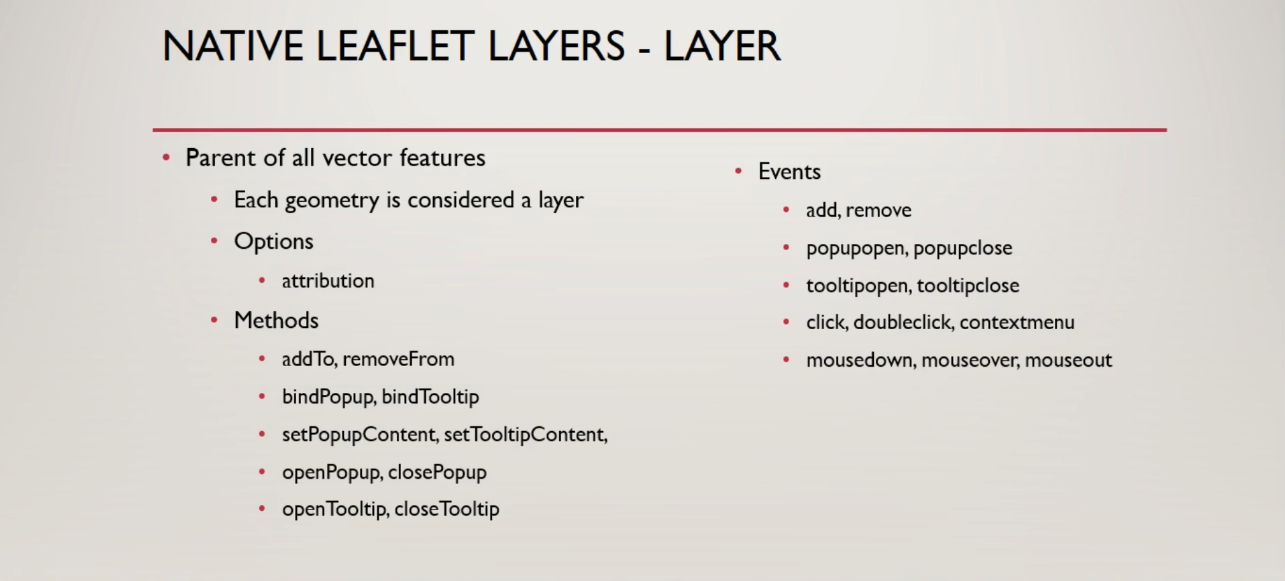 NATIVE LEAFLET LAYERS - LAYER
Parent of all vector features
Each geometry is considered a layer
Options
attribution
Methods
addTo, removeFrom
bindPopup, bindTooltip
setPopupContent, setTooltipContent,
openPopup, closePopup
openTooltip, closeTooltip
Events
add, remove
popupopen, popupclose
tooltipopen, tooltipclose
click, doubleclick, contextmenu
mousedown, mouseover, mouseout